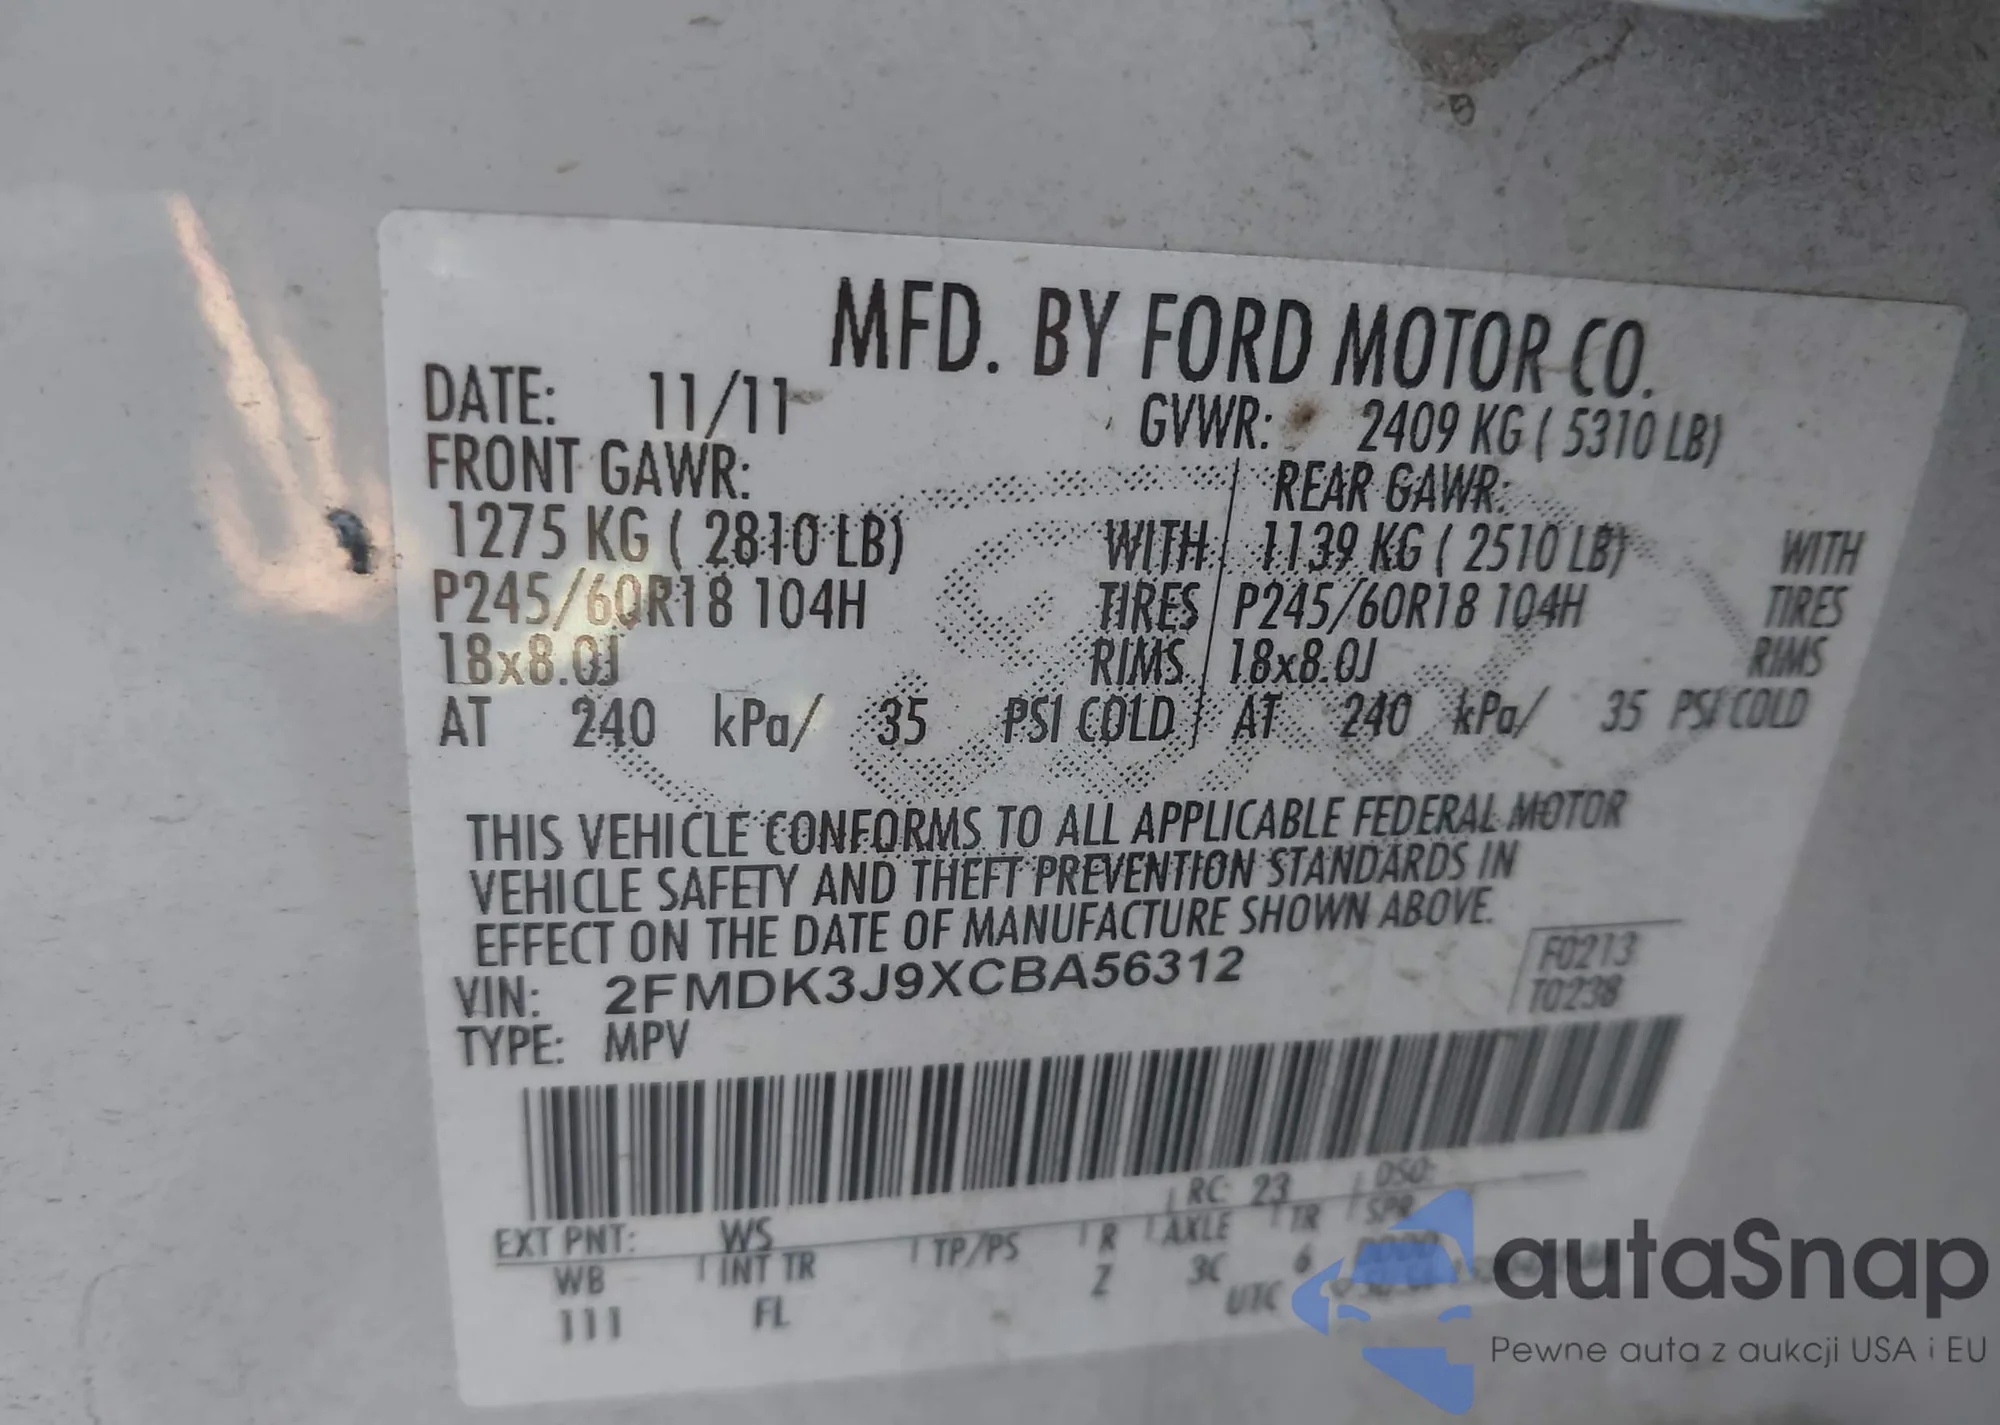 MFD. BY FORD MOTOR CO.
DATE: 11/11 GVWR: 2409 KG ( 5310 LB)
FRONT GAWR: REAR GAWR:
1275 KG ( 2810 LB) WITH 1139 KG ( 2510 LB) WITH
P245/60R18 104H TIRES P245/60R18 104H TIRES
18x8.0J RIMS 18x8.0J RIMS
AT 240 kPa/ 35 PSI COLD AT 240 kPa/ 35 PSI COLD
THIS VEHICLE CONFORMS TO ALL APPLICABLE FEDERAL MOTOR
VEHICLE SAFETY AND THEFT PREVENTION STANDARDS IN
EFFECT ON THE DATE OF MANUFACTURE SHOWN ABOVE.
VIN: 2FMDK3J9XCBA56312 F0213
TYPE: MPV T0238
RC: 23 DSO:
EXT PNT: WS
WB INT TR TP/PS R AXLE TR SPR
111 FL Z 3C 6
UTC
autaSnap
Pewne auta z aukcji USA i EU